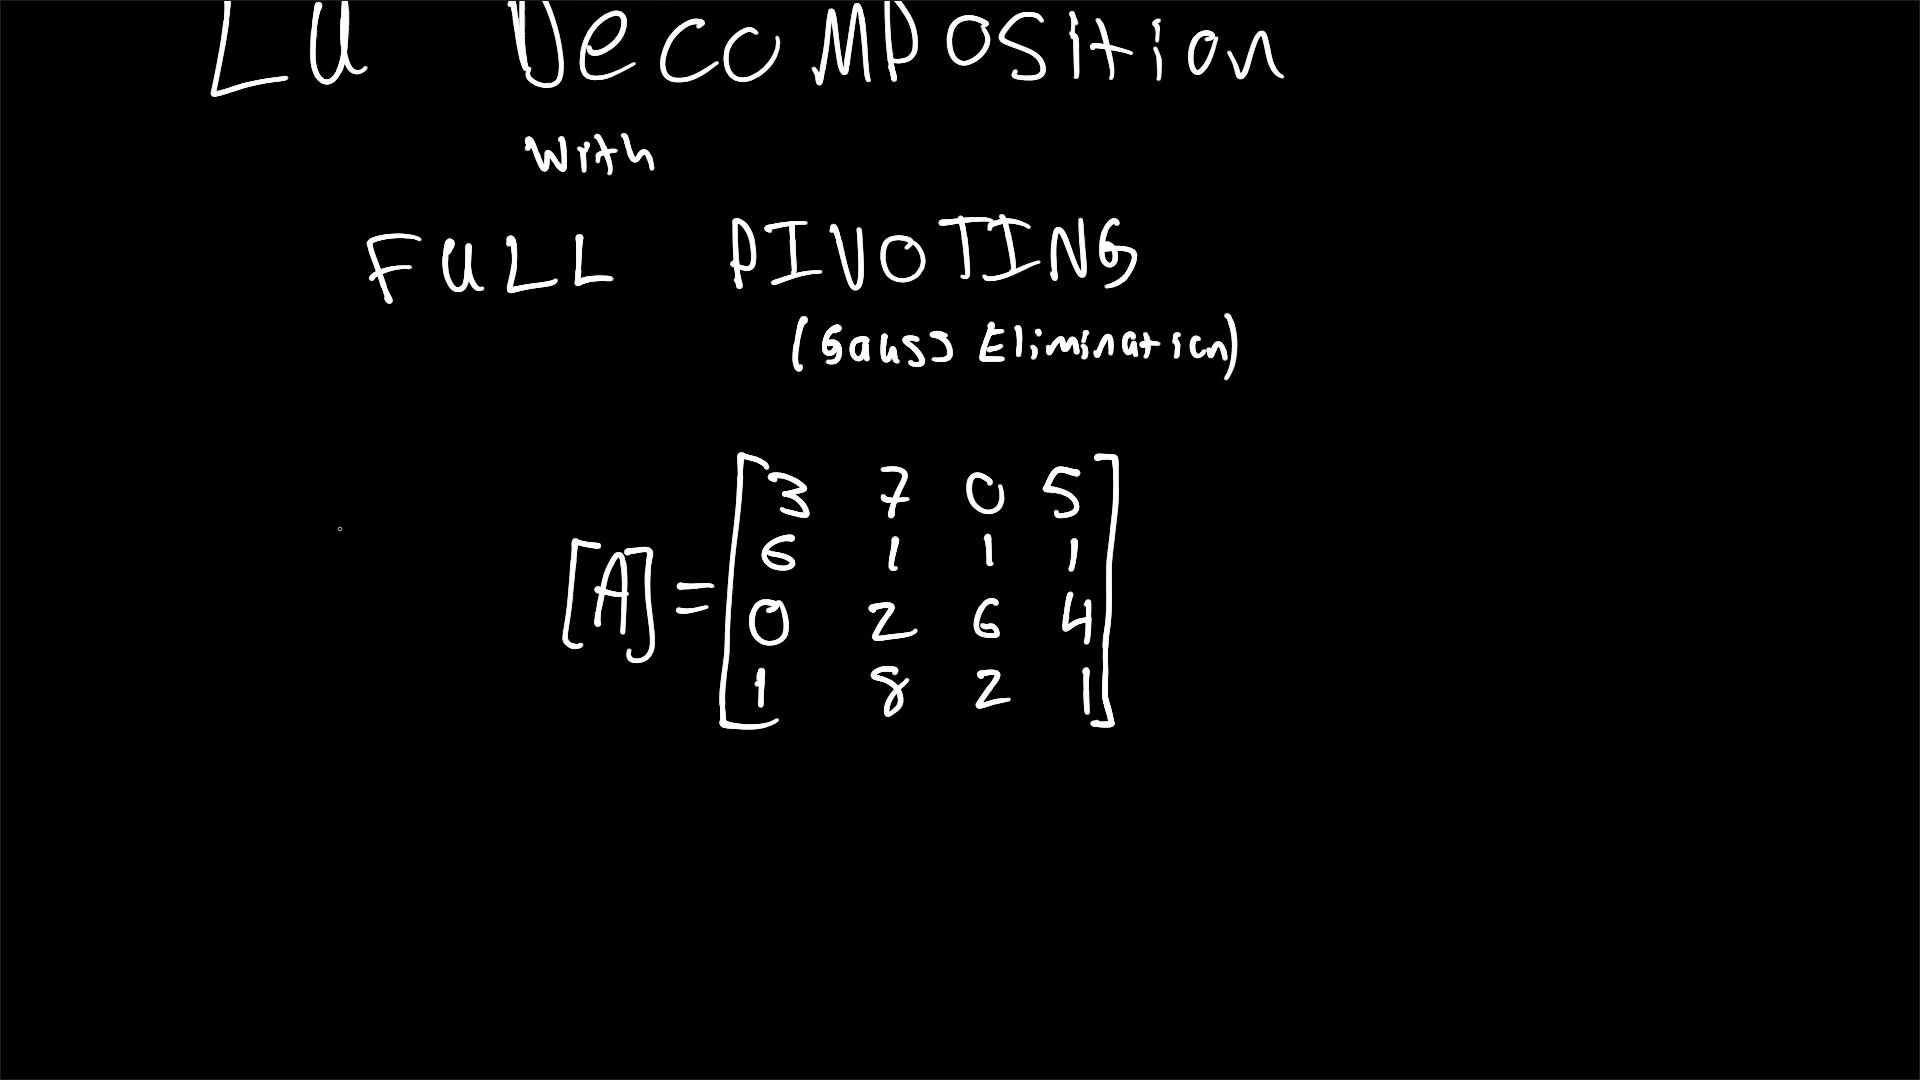 LU DecoMPOSition
With
FULL PIVOTING
(Gauss Elimination)
[A] = [3 7 0 5
6 1 1 1
0 2 6 4
1 8 2 1]